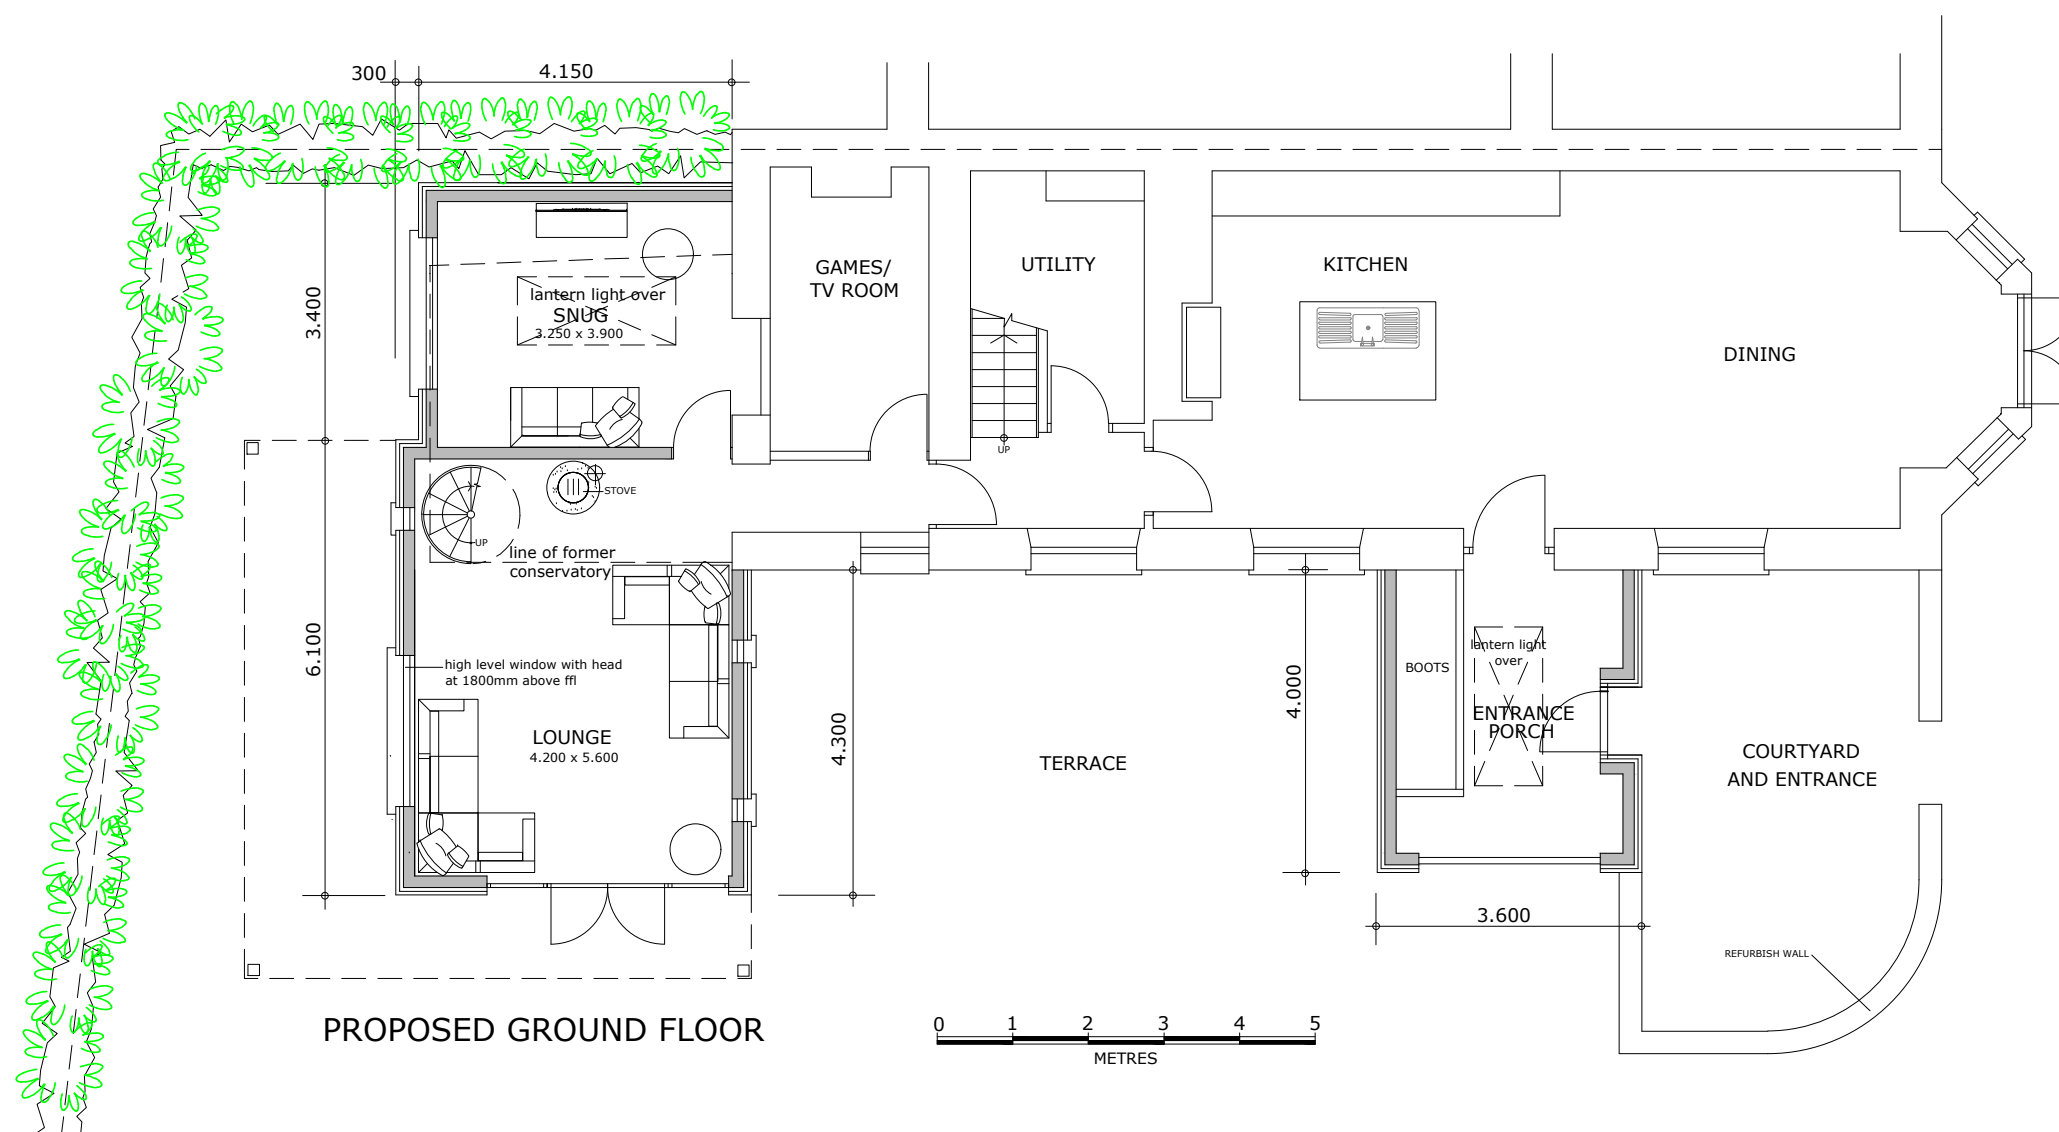 300
4.150
3.400
lantern light over
SNUG
3.250 x 3.900
GAMES/
TV ROOM
UTILITY
KITCHEN
DINING
UP
STOVE
UP
line of former
conservatory
6.100
high level window with head
at 1800mm above ffl
LOUNGE
4.200 x 5.600
4.300
TERRACE
4.000
BOOTS
lantern light
over
ENTRANCE
PORCH
COURTYARD
AND ENTRANCE
3.600
REFURBISH WALL
PROPOSED GROUND FLOOR
0 1 2 3 4 5
METRES